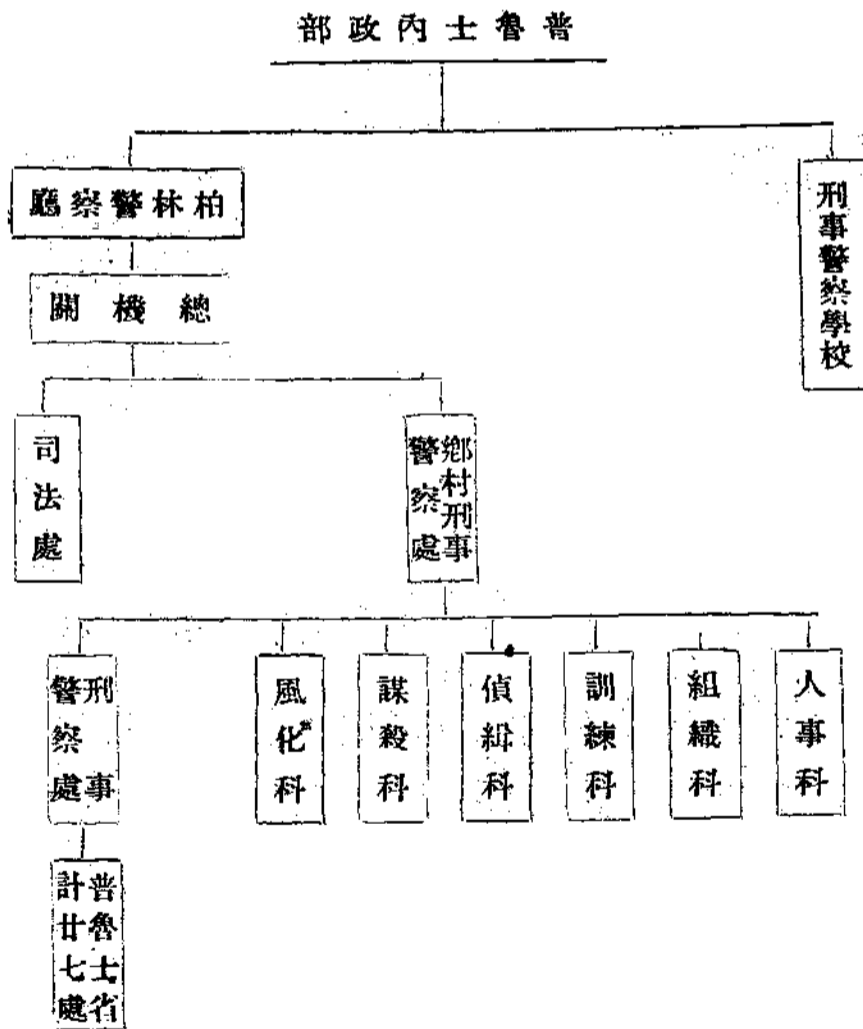 普魯士內政部
刑事警察學校
柏林警察廳
總機關
鄉村刑事
警察處
司法處
人事科
組織科
訓練科
偵緝科
謀殺科
風化科
刑事
警察處
普魯士省
計廿七處